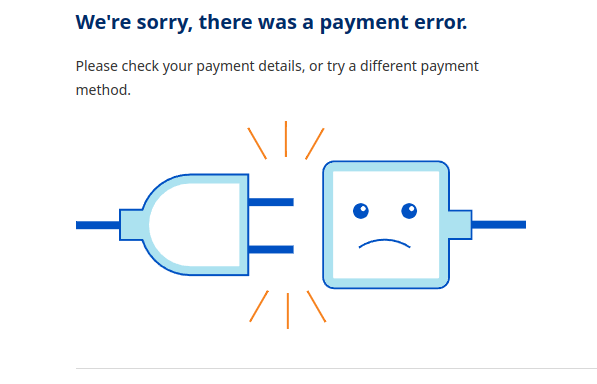 We're sorry, there was a payment error.
Please check your payment details, or try a different payment
method.